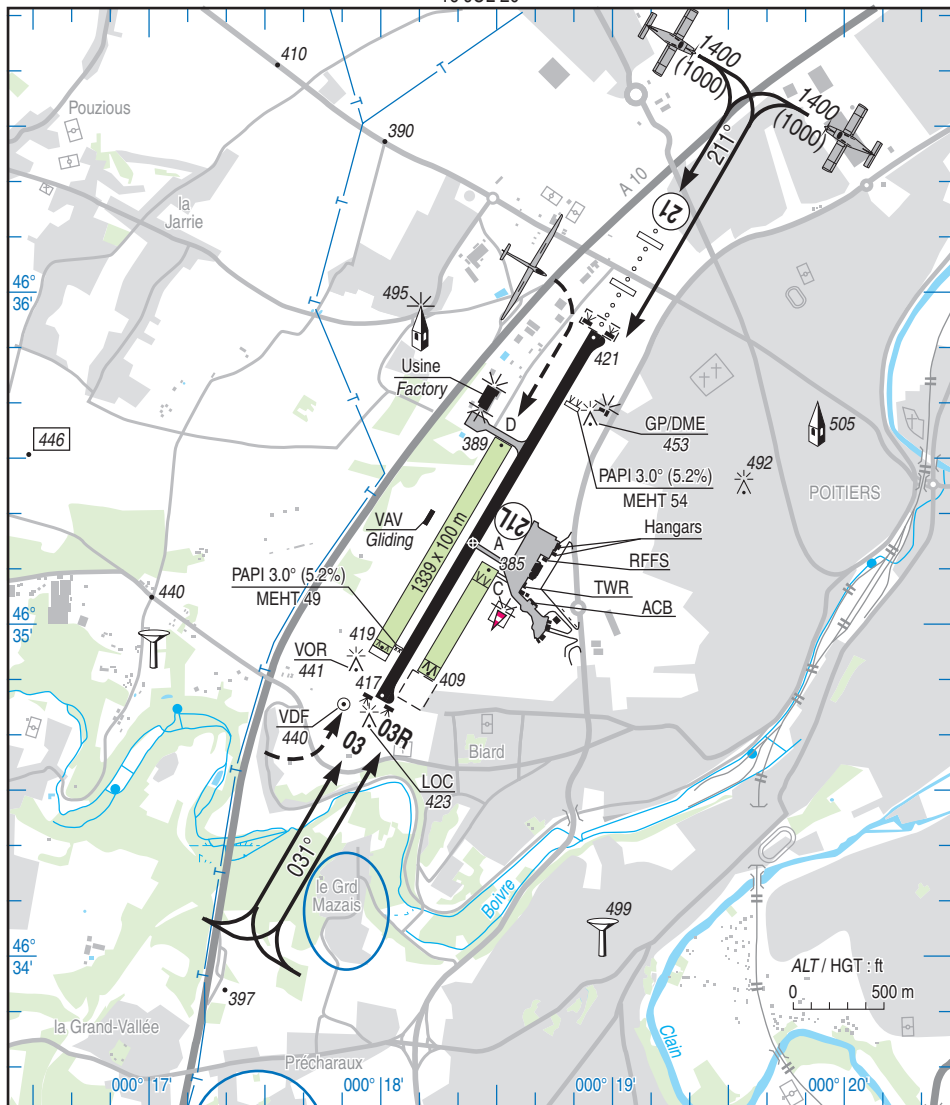 410
1400
(1000)
1400
(1000)
Pouzious
390
211°
A 10
la
Jarrie
21
46°
36'
495
Usine
Factory
421
D
GP/DME
453
505
446
389
PAPI 3.0° (5.2%)
MEHT 54
492
POITIERS
VAV
Gliding
1339 x 100 m
21L
Hangars
A
385
RFFS
PAPI 3.0° (5.2%)
MEHT 49
C
TWR
440
ACB
46°
35'
419
VOR
441
409
417
VDF
440
03
03R
Biard
LOC
423
031°
le Grd
Mazais
Boivre
499
46°
34'
ALT / HGT : ft
0 500 m
397
la Grand-Vallée
Clain
Précharaux
000° 17'
000° 18'
000° 19'
000° 20'
T
T
T
T
T
T
T
T
T